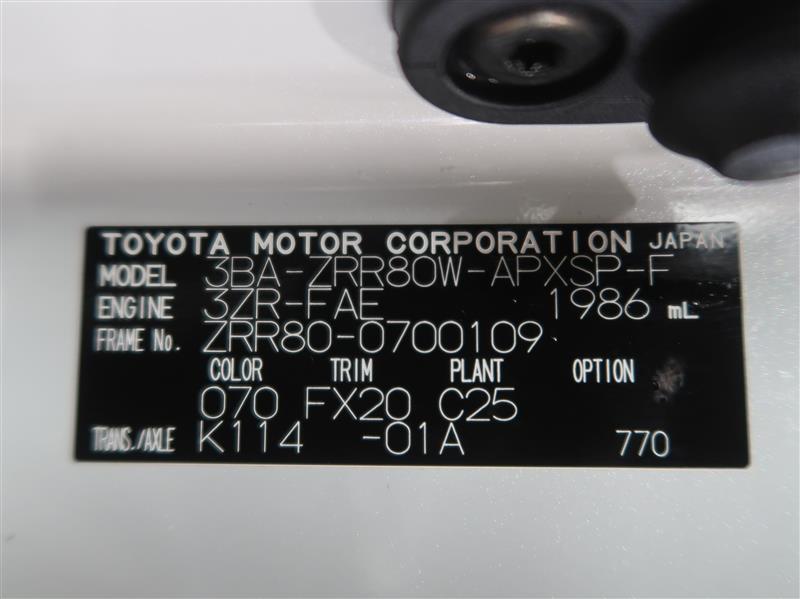 TOYOTA MOTOR CORPORATION JAPAN
MODEL 3BA-ZRR80W-APXSP-F
ENGINE 3ZR-FAE 1986 mL
FRAME No. ZRR80-0700109
COLOR TRIM PLANT OPTION
070 FX20 C25
TRANS./AXLE K114 -01A 770